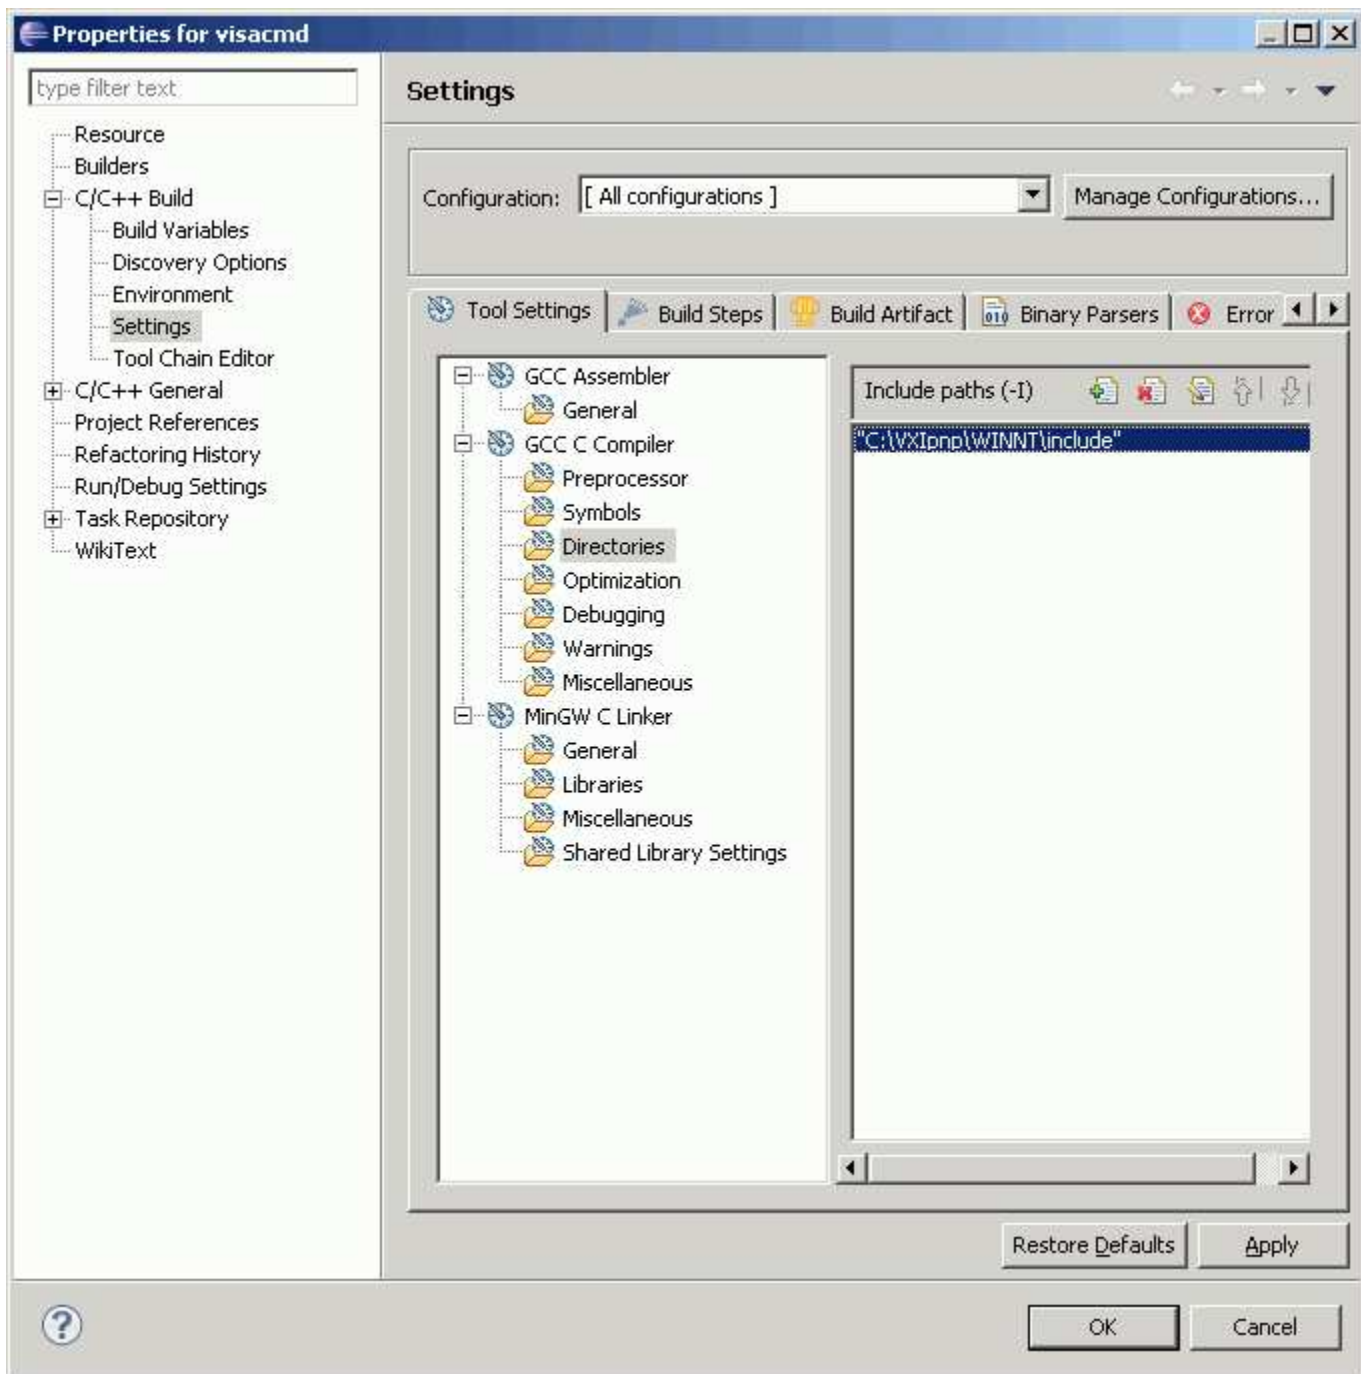 Properties for visacmd
type filter text
Resource
Builders
C/C++ Build
Build Variables
Discovery Options
Environment
Settings
Tool Chain Editor
C/C++ General
Project References
Refactoring History
Run/Debug Settings
Task Repository
WikiText
Settings
Configuration: [ All configurations ] Manage Configurations...
Tool Settings Build Steps Build Artifact 010 Binary Parsers Error
GCC Assembler
General
GCC C Compiler
Preprocessor
Symbols
Directories
Optimization
Debugging
Warnings
Miscellaneous
MinGW C Linker
General
Libraries
Miscellaneous
Shared Library Settings
Include paths (-I)
"C:\VXIpnp\WINNT\include"
Restore Defaults Apply
? OK Cancel